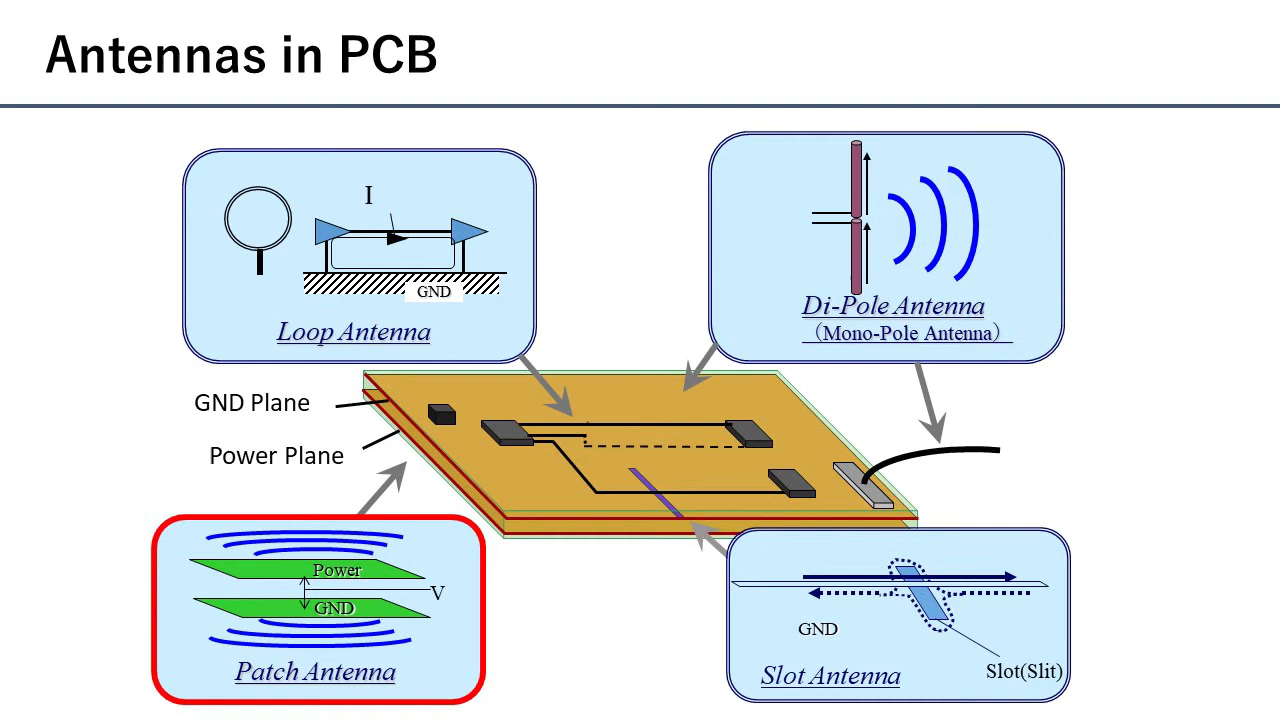 Antennas in PCB
I
GND
Loop Antenna
Di-Pole Antenna
（Mono-Pole Antenna）
GND Plane
Power Plane
Power
V
GND
Patch Antenna
GND
Slot(Slit)
Slot Antenna